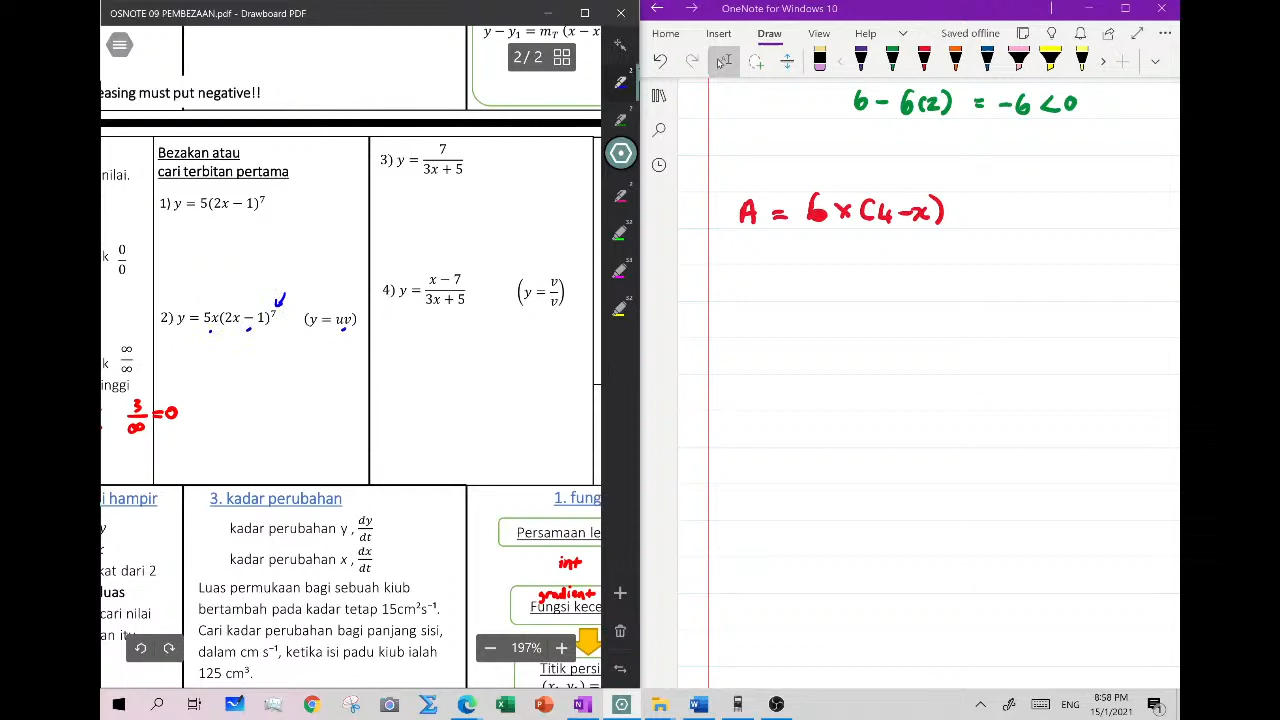 OSNOTE 09 PEMBEZAAN.pdf - Drawboard PDF
y − y₁ = m_T (x − x
2/2
easing must put negative!!
nilai.
k 0/0
k ∞/∞
nggi
3/∞ = 0
Bezakan atau
cari terbitan pertama
1) y = 5(2x − 1)⁷
2) y = 5x(2x − 1)⁷ (y = uv)
3) y = 7/(3x + 5)
4) y = (x − 7)/(3x + 5) (y = v/v)
i hampir
y
r
kat dari 2
luas
cari nilai
an itu
3. kadar perubahan
kadar perubahan y , dy/dt
kadar perubahan x , dx/dt
Luas permukaan bagi sebuah kiub
bertambah pada kadar tetap 15cm²s⁻¹.
Cari kadar perubahan bagi panjang sisi,
dalam cm s⁻¹, ketika isi padu kiub ialah
125 cm³.
1. fung
Persamaan le
int
gradient
Fungsi kece
Titik persi
197%
OneNote for Windows 10
Home Insert Draw View Help Saved offline
6 - 6(2) = -6 < 0
A = 6 x (4-x)
ENG
8:58 PM
15/1/2021